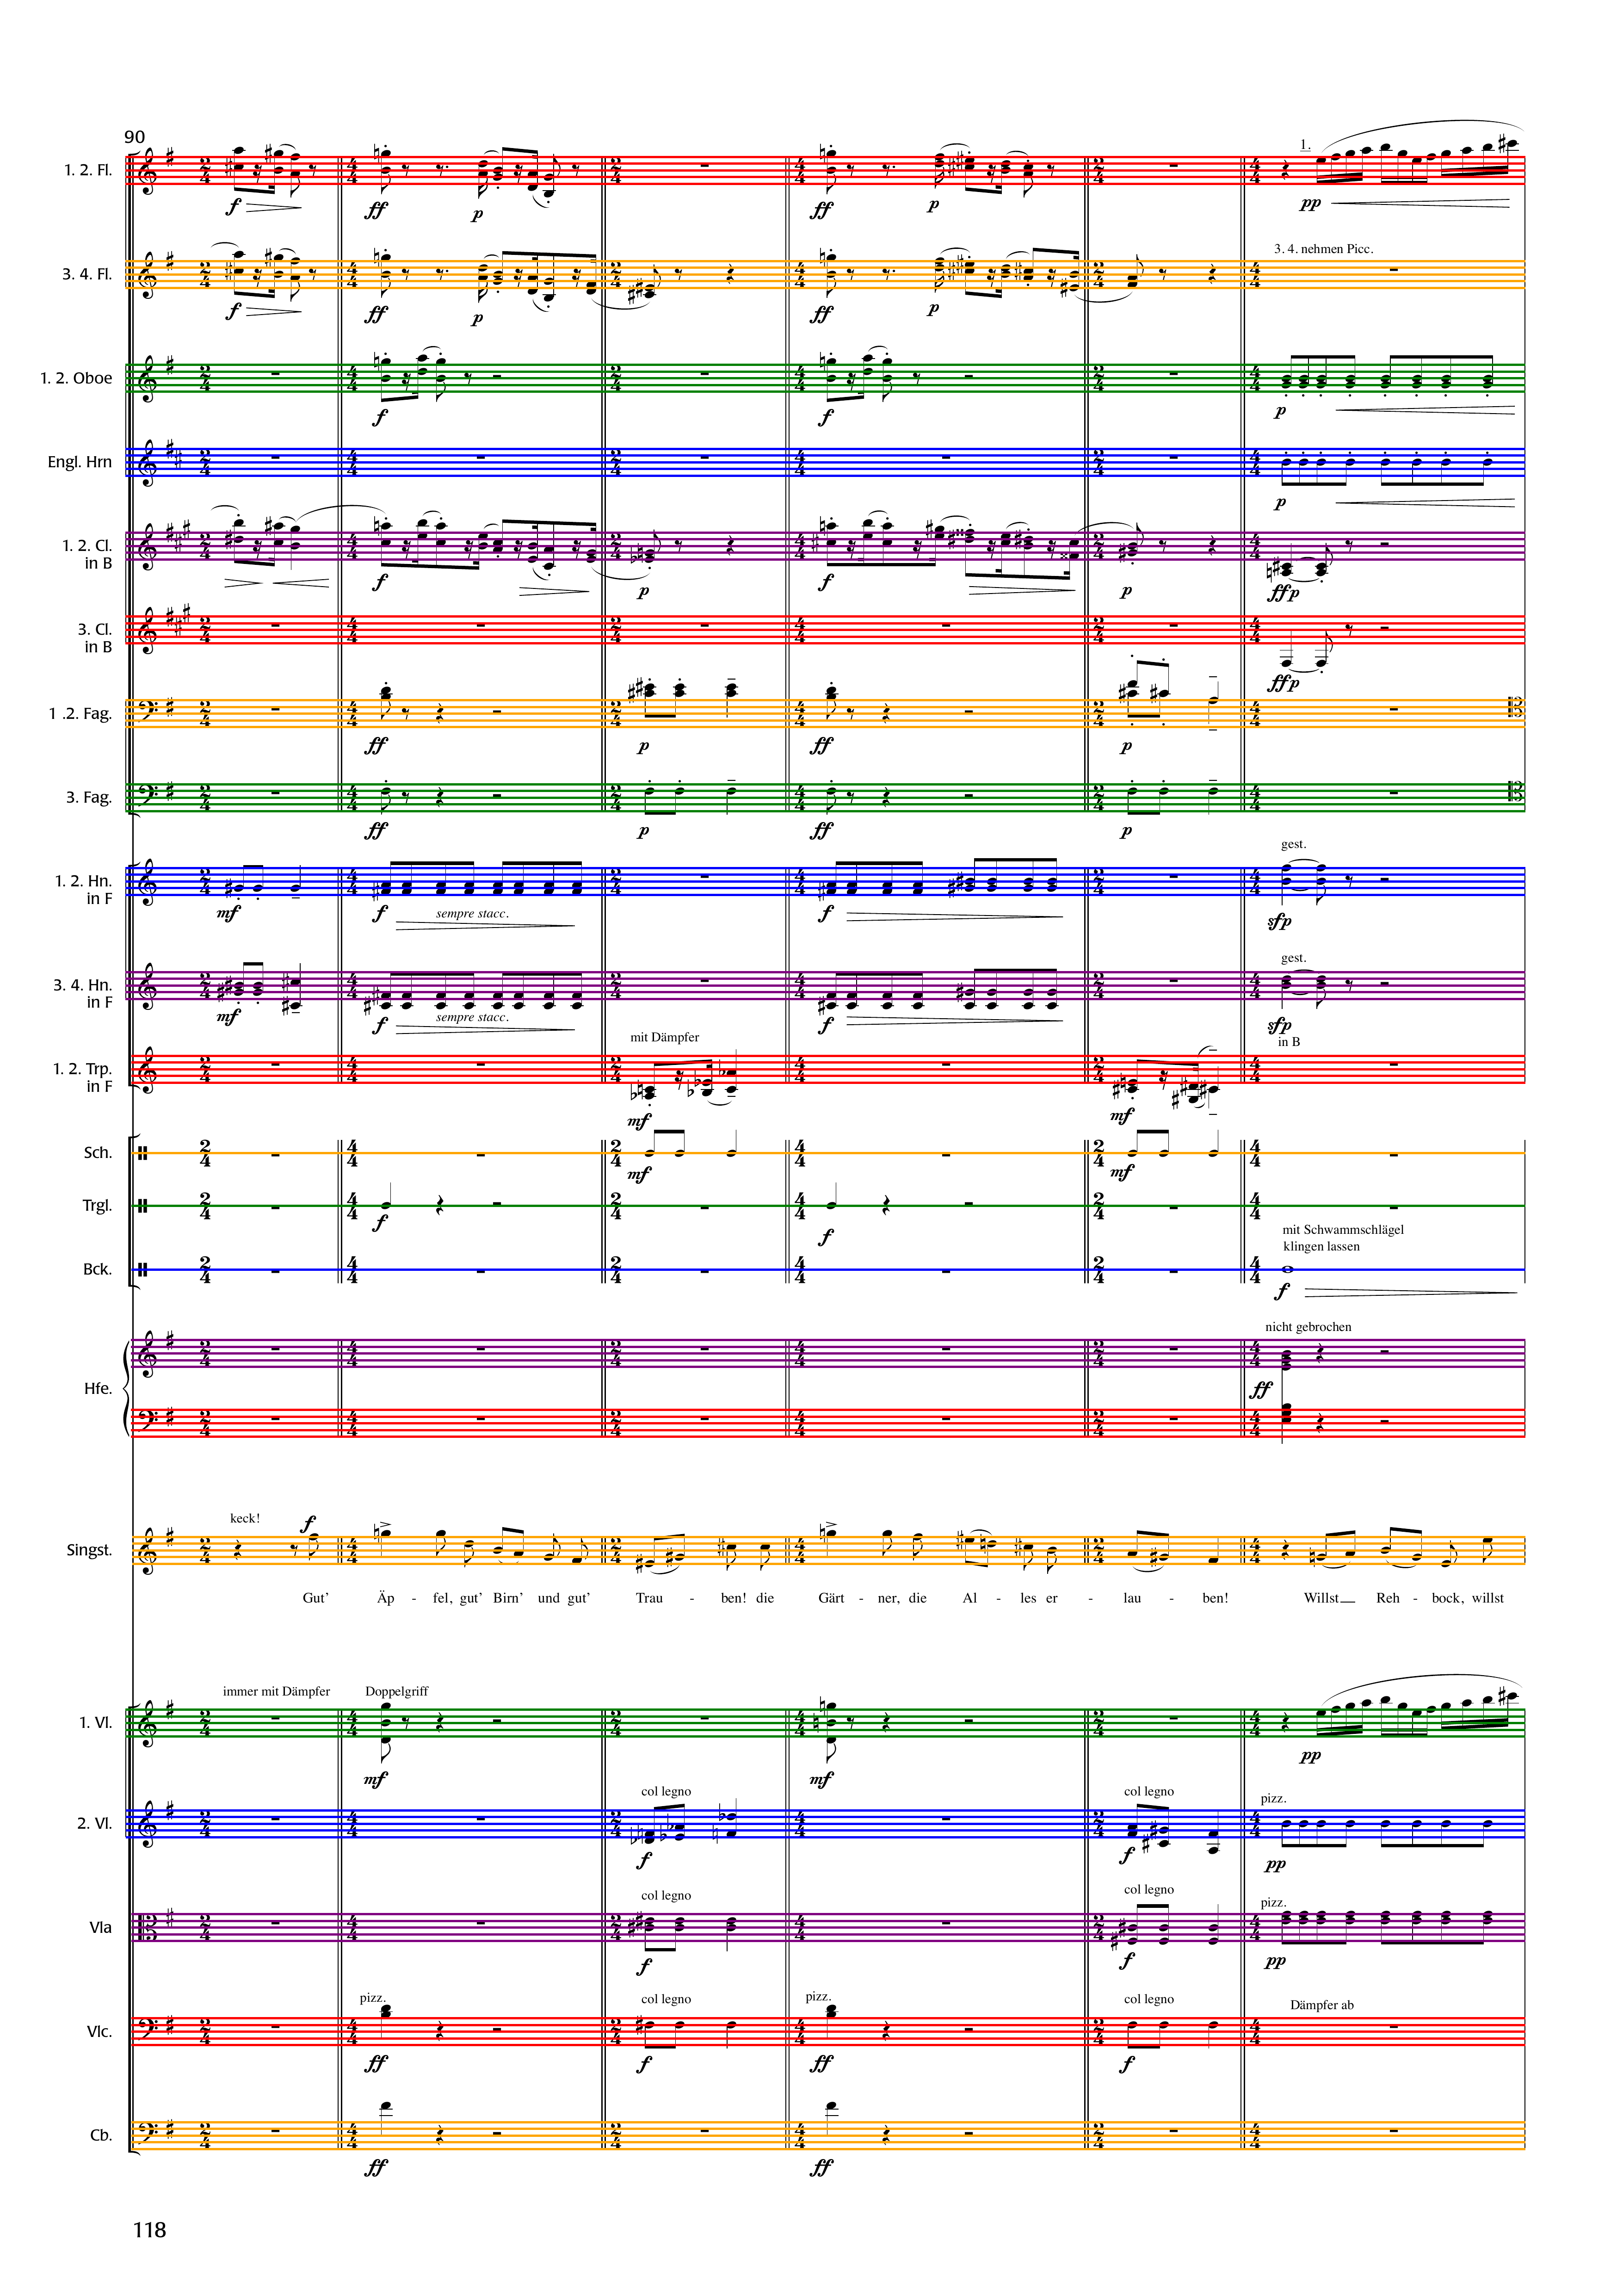 90
1. 2. Fl.
1.
f
ff
p
ff
p
pp
3. 4. nehmen Picc.
3. 4. Fl.
f
ff
p
ff
p
1. 2. Oboe
f
f
p
Engl. Hrn
p
1. 2. Cl.
in B
f
p
f
p
ffp
3. Cl.
in B
ffp
1 .2. Fag.
ff
p
ff
p
3. Fag.
ff
p
ff
p
gest.
1. 2. Hn.
in F
mf
f
sempre stacc.
f
sfp
gest.
3. 4. Hn.
in F
mf
f
sempre stacc.
f
sfp
mit Dämpfer
in B
1. 2. Trp.
in F
mf
mf
Sch.
mf
mf
Trgl.
f
f
mit Schwammschlägel
klingen lassen
Bck.
f
nicht gebrochen
Hfe.
ff
keck!
f
Singst.
Gut' Äp - fel, gut' Birn' und gut' Trau - ben! die Gärt - ner, die Al - les er - lau - ben! Willst Reh - bock, willst
immer mit Dämpfer
Doppelgriff
1. Vl.
mf
mf
pp
col legno
col legno
pizz.
2. Vl.
f
f
pp
col legno
col legno
pizz.
Vla
f
f
pp
pizz.
col legno
pizz.
col legno
Dämpfer ab
Vlc.
ff
f
ff
f
Cb.
ff
ff
118